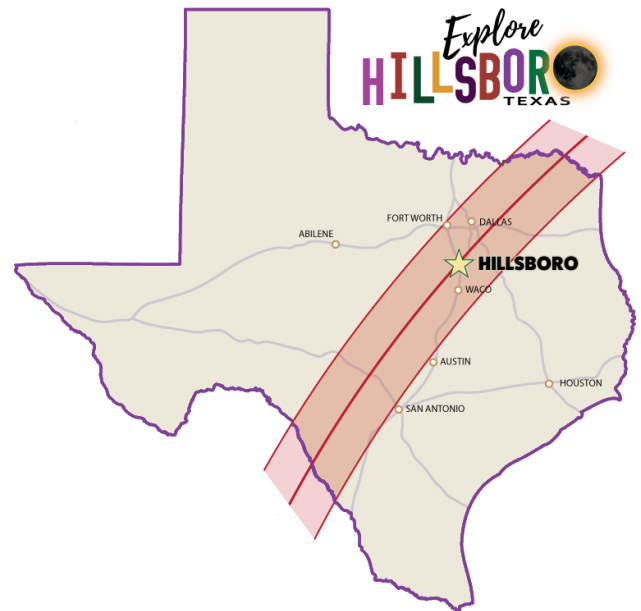 Explore
HILLSBORO
TEXAS
FORT WORTH
DALLAS
ABILENE
HILLSBORO
WACO
AUSTIN
HOUSTON
SAN ANTONIO